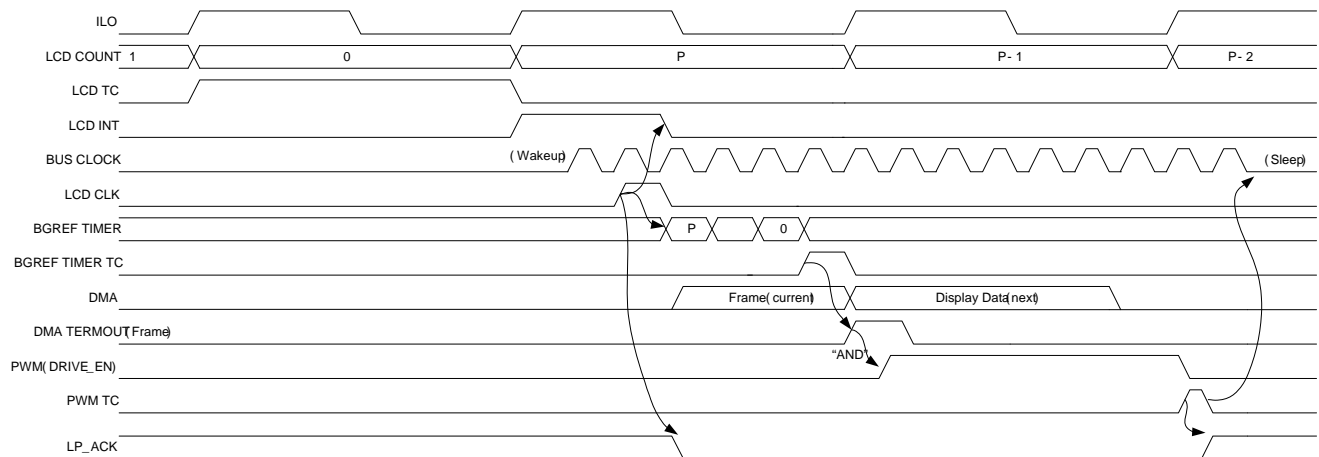 ILO
LCD COUNT 1 0 P P- 1 P- 2
LCD TC
LCD INT
BUS CLOCK (Wakeup) (Sleep)
LCD CLK
BGREF TIMER P 0
BGREF TIMER TC
DMA Frame(current) Display Data(next)
DMA TERMOUT(Frame)
"AND"
PWM(DRIVE_EN)
PWM TC
LP_ACK